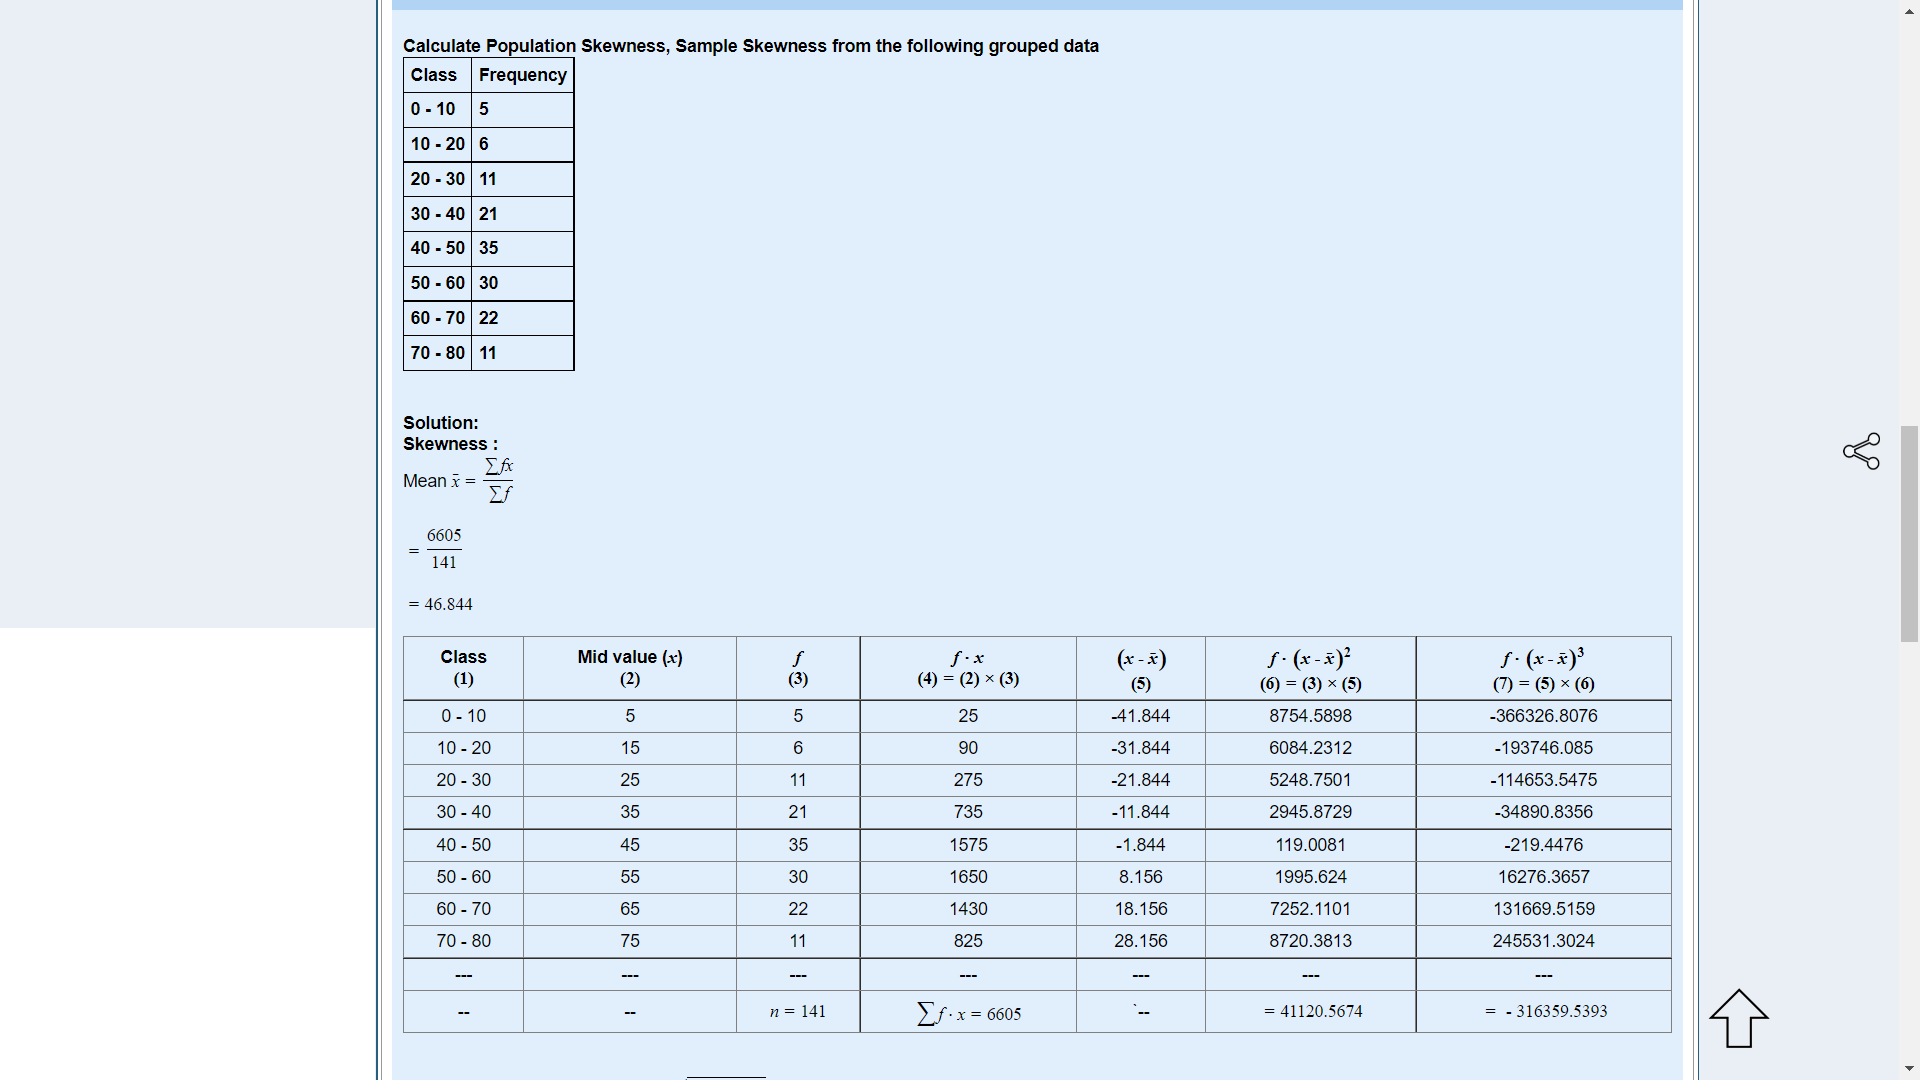 Calculate Population Skewness, Sample Skewness from the following grouped data
Class Frequency
0 - 10 5
10 - 20 6
20 - 30 11
30 - 40 21
40 - 50 35
50 - 60 30
60 - 70 22
70 - 80 11
Solution:
Skewness :
Mean x̄ = ∑fx / ∑f
= 6605 / 141
= 46.844
Class Mid value (x) f f · x (x - x̄) f · (x - x̄)² f · (x - x̄)³
(1) (2) (3) (4) = (2) × (3) (5) (6) = (3) × (5) (7) = (5) × (6)
0 - 10 5 5 25 -41.844 8754.5898 -366326.8076
10 - 20 15 6 90 -31.844 6084.2312 -193746.085
20 - 30 25 11 275 -21.844 5248.7501 -114653.5475
30 - 40 35 21 735 -11.844 2945.8729 -34890.8356
40 - 50 45 35 1575 -1.844 119.0081 -219.4476
50 - 60 55 30 1650 8.156 1995.624 16276.3657
60 - 70 65 22 1430 18.156 7252.1101 131669.5159
70 - 80 75 11 825 28.156 8720.3813 245531.3024
--- --- --- --- --- --- ---
-- -- n = 141 ∑f · x = 6605 `-- = 41120.5674 = - 316359.5393